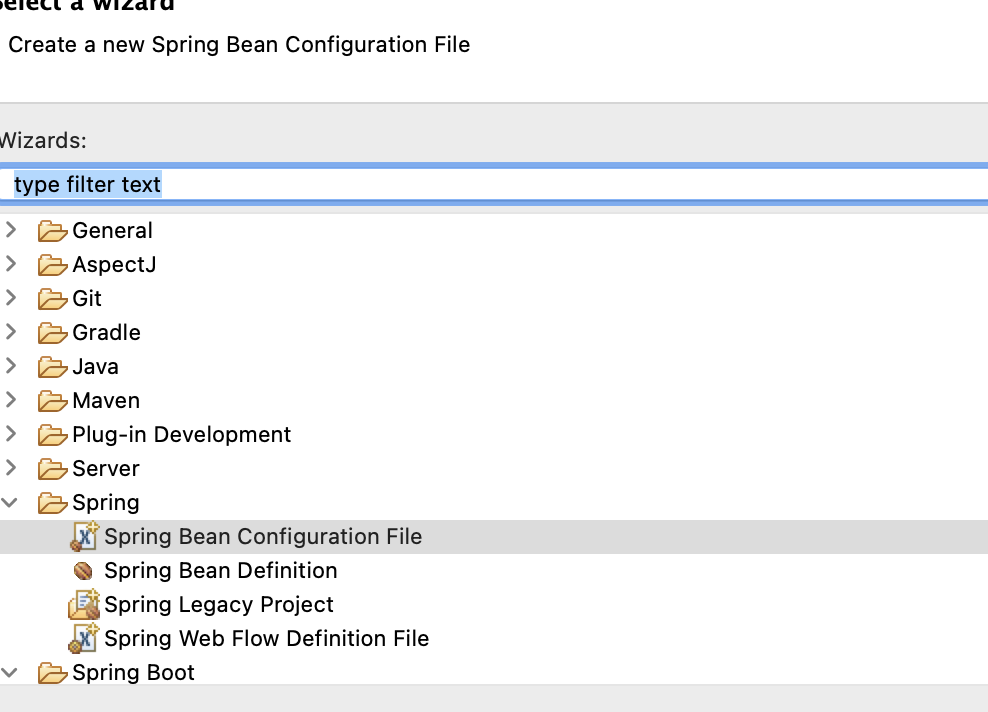 Select a wizard
Create a new Spring Bean Configuration File
Wizards:
type filter text
General
AspectJ
Git
Gradle
Java
Maven
Plug-in Development
Server
Spring
Spring Bean Configuration File
Spring Bean Definition
Spring Legacy Project
Spring Web Flow Definition File
Spring Boot